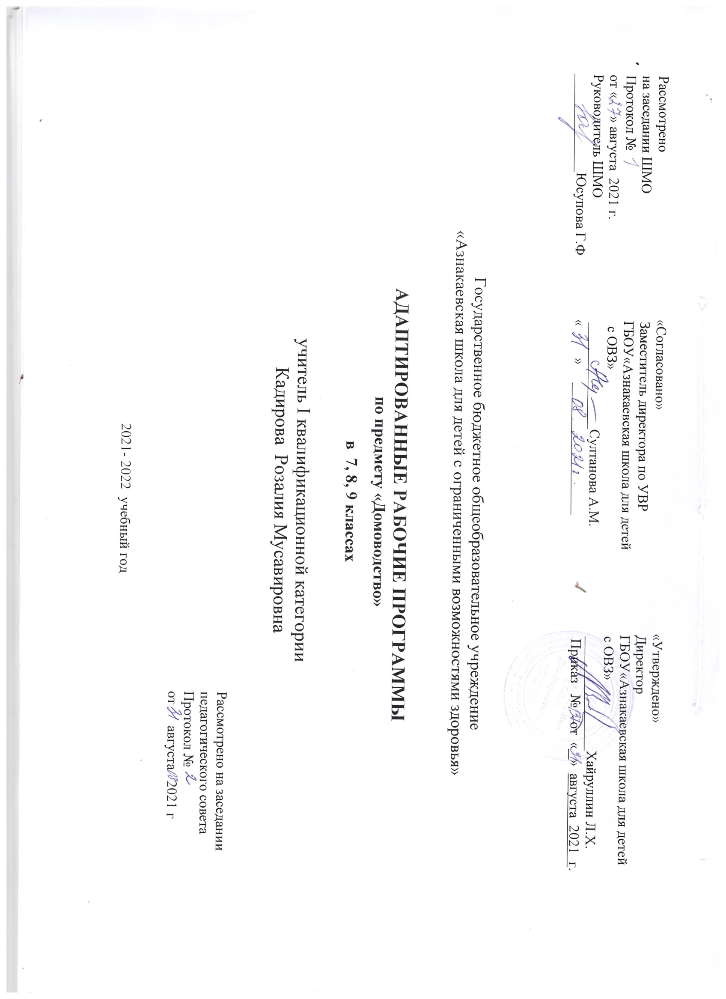 Рассмотрено
на заседании ШМО
Протокол № 1
от «27» августа 2021 г.
Руководитель ШМО
Юсупова Г.Ф
«Согласовано»
Заместитель директора по УВР
ГБОУ«Азнакаевская школа для детей
с ОВЗ»
Султанова А.М.
« 31 » 08. 2021г.
«Утверждено»
Директор
ГБОУ«Азнакаевская школа для детей
с ОВЗ»
Хайруллин Л.Х.
Приказ № от «31» августа 2021 г.
Государственное бюджетное общеобразовательное учреждение
«Азнакаевская школа для детей с ограниченными возможностями здоровья»
АДАПТИРОВАННЫЕ РАБОЧИЕ ПРОГРАММЫ
по предмету «Домоводство»
в 7, 8, 9 классах
учитель I квалификационной категории
Кадирова Розалия Мусавировна
Рассмотрено на заседании
педагогического совета
Протокол № 2
от 31 августа 2021 г
2021- 2022 учебный год